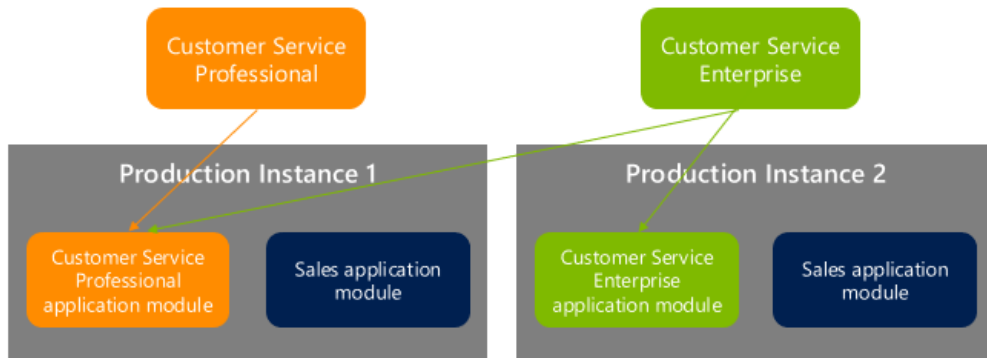 Customer Service
Professional
Customer Service
Enterprise
Production Instance 1
Production Instance 2
Customer Service
Professional
application module
Sales application
module
Customer Service
Enterprise
application module
Sales application
module